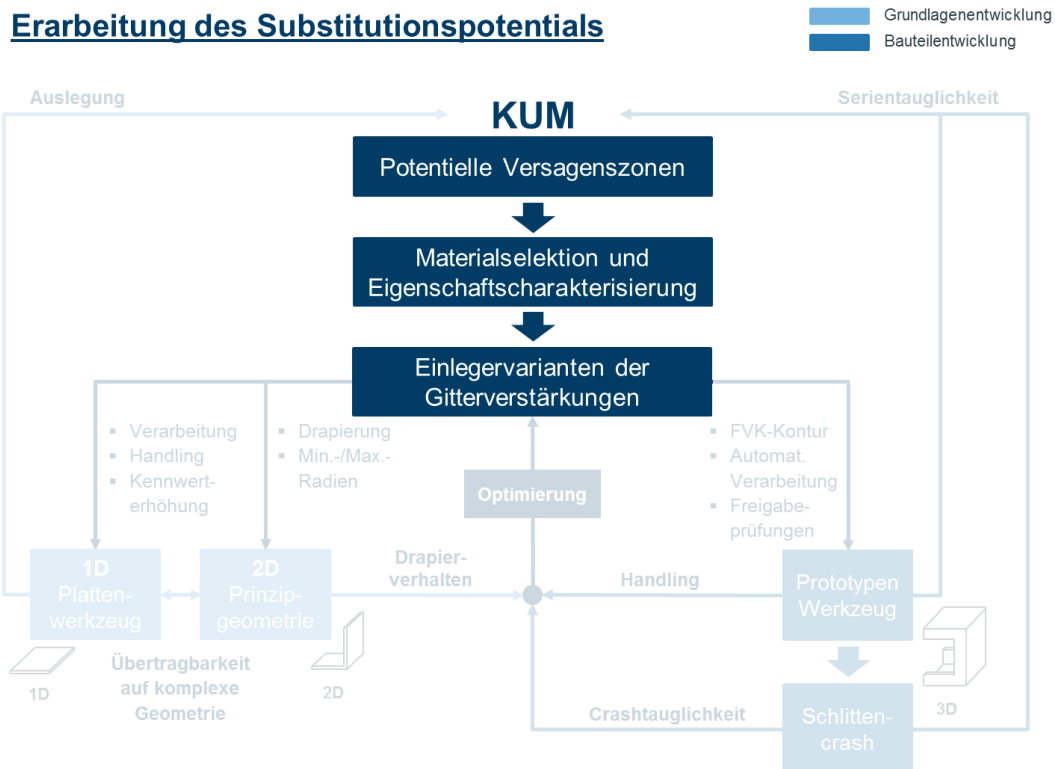 Erarbeitung des Substitutionspotentials
Grundlagenentwicklung
Bauteilentwicklung
Auslegung
KUM
Serientauglichkeit
Potentielle Versagenszonen
Materialselektion und
Eigenschaftscharakterisierung
Einlegervarianten der
Gitterverstärkungen
▪ Verarbeitung
▪ Handling
▪ Kennwert-
erhöhung
▪ Drapierung
▪ Min.-/Max.-
Radien
▪ FVK-Kontur
▪ Automat.
Verarbeitung
▪ Freigabe-
prüfungen
Optimierung
1D
Platten-
werkzeug
2D
Prinzip-
geometrie
Drapier-
verhalten
Handling
Prototypen
Werkzeug
1D
Übertragbarkeit
auf komplexe
Geometrie
2D
3D
Crashtauglichkeit
Schlitten-
crash